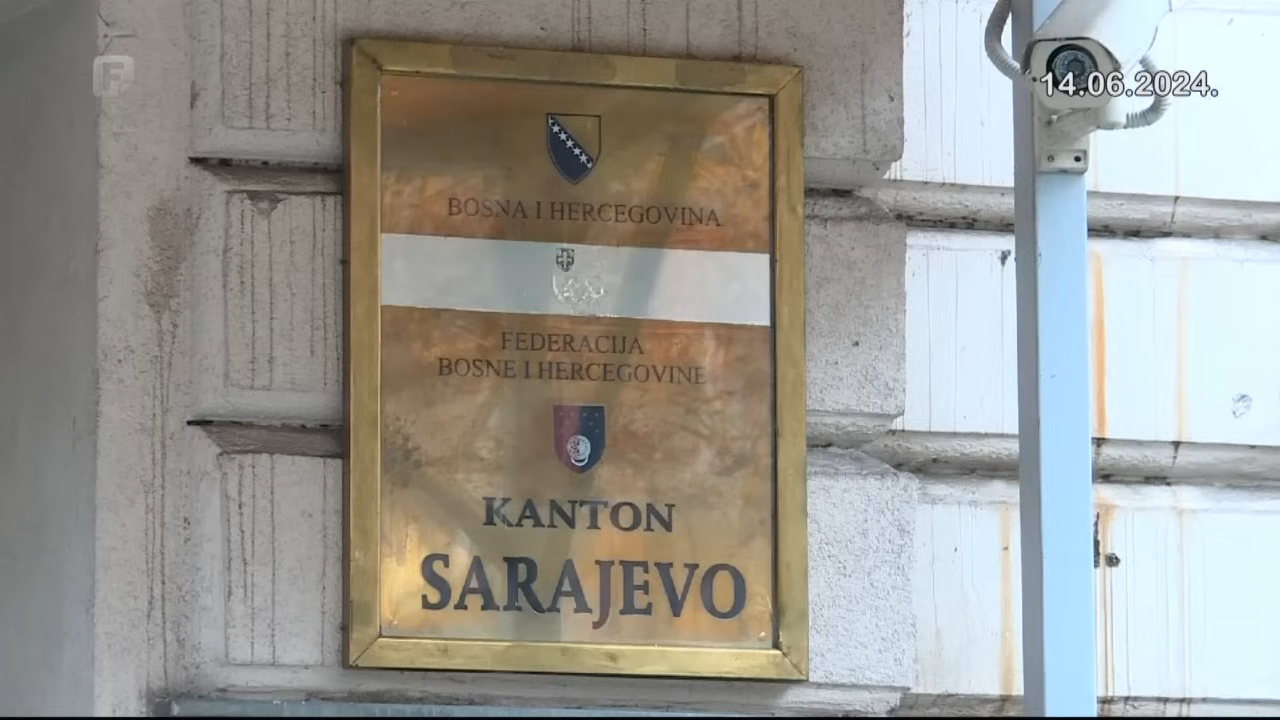 F
14.06.2024.
BOSNA I HERCEGOVINA
FEDERACIJA
BOSNE I HERCEGOVINE
KANTON
SARAJEVO